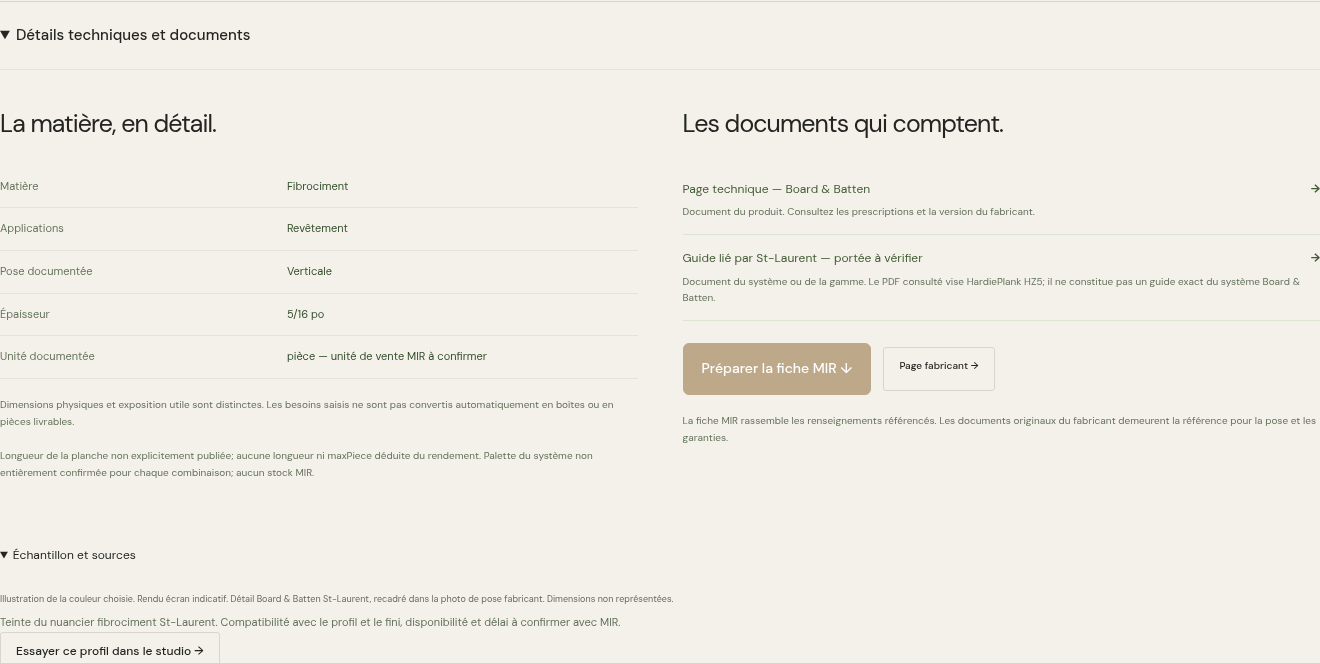 ▼ Détails techniques et documents
La matière, en détail.
Matière Fibrociment
Applications Revêtement
Pose documentée Verticale
Épaisseur 5/16 po
Unité documentée pièce — unité de vente MIR à confirmer
Dimensions physiques et exposition utile sont distinctes. Les besoins saisis ne sont pas convertis automatiquement en boîtes ou en
pièces livrables.
Longueur de la planche non explicitement publiée; aucune longueur ni maxPiece déduite du rendement. Palette du système non
entièrement confirmée pour chaque combinaison; aucun stock MIR.
Les documents qui comptent.
Page technique — Board & Batten →
Document du produit. Consultez les prescriptions et la version du fabricant.
Guide lié par St-Laurent — portée à vérifier →
Document du système ou de la gamme. Le PDF consulté vise HardiePlank HZ5; il ne constitue pas un guide exact du système Board &
Batten.
Préparer la fiche MIR ↓
Page fabricant →
La fiche MIR rassemble les renseignements référencés. Les documents originaux du fabricant demeurent la référence pour la pose et les
garanties.
▼ Échantillon et sources
Illustration de la couleur choisie. Rendu écran indicatif. Détail Board & Batten St-Laurent, recadré dans la photo de pose fabricant. Dimensions non représentées.
Teinte du nuancier fibrociment St-Laurent. Compatibilité avec le profil et le fini, disponibilité et délai à confirmer avec MIR.
Essayer ce profil dans le studio →